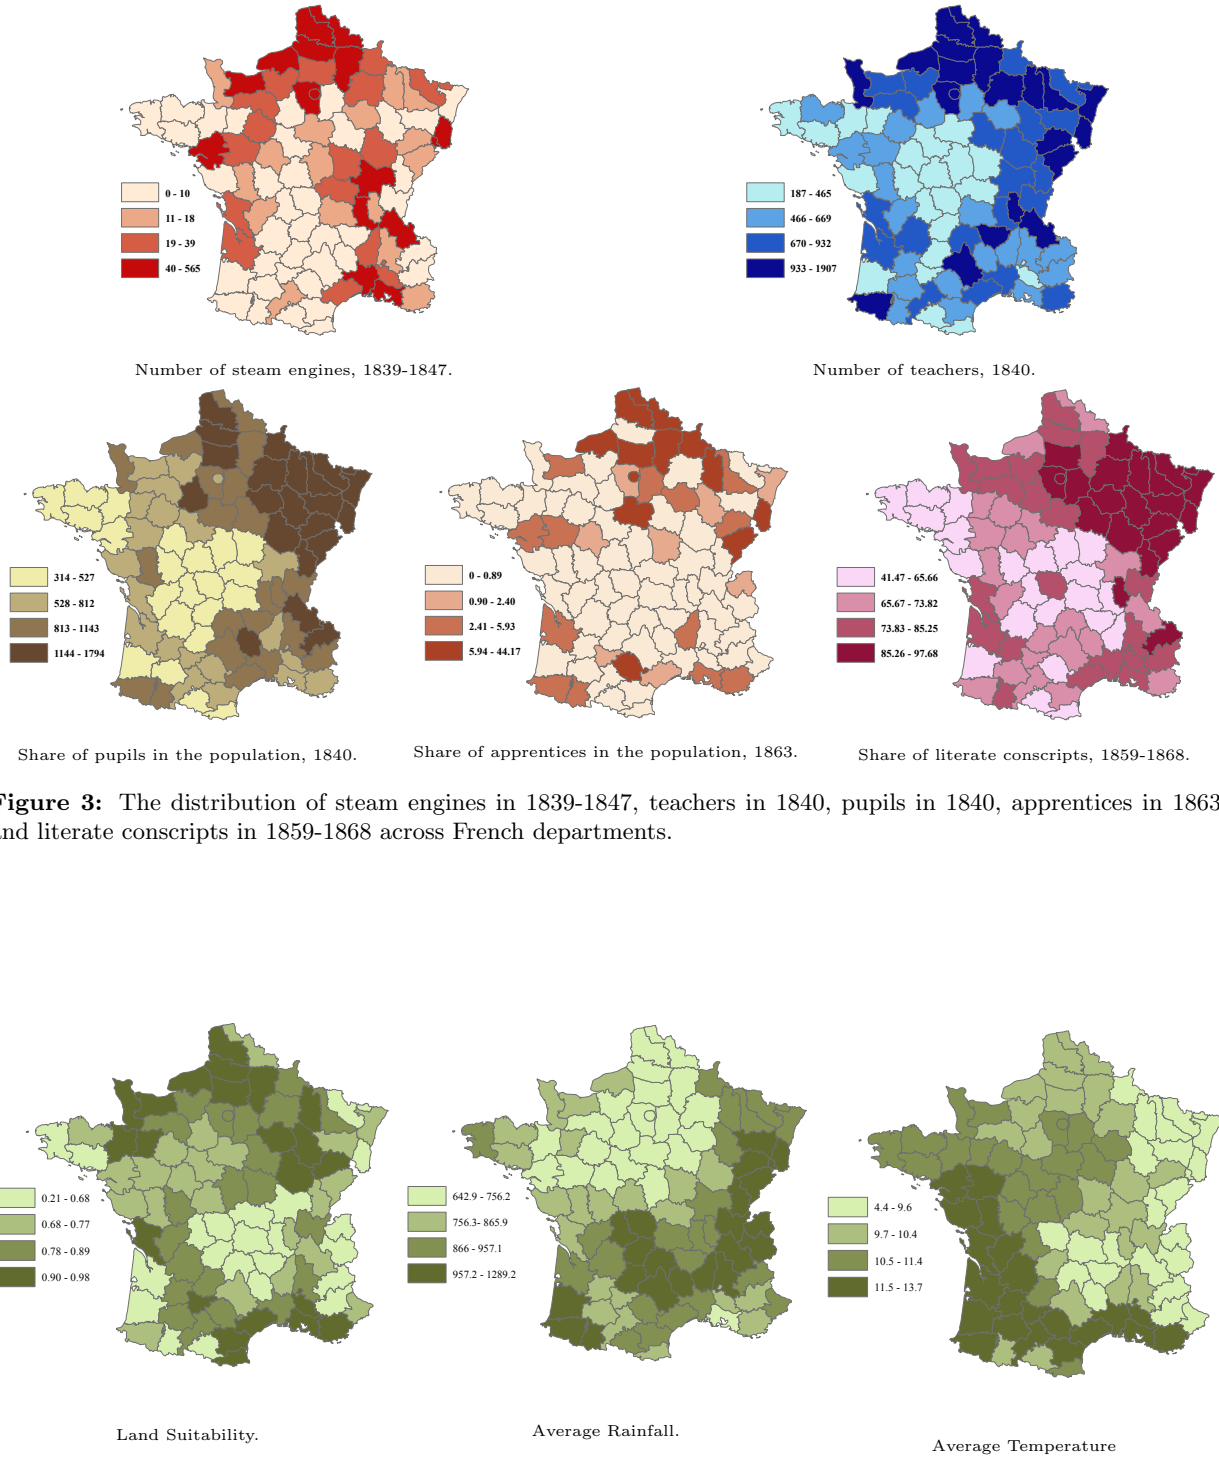 0 - 10
11 - 18
19 - 39
40 - 565
187 - 465
466 - 669
670 - 932
933 - 1907
Number of steam engines, 1839-1847.
Number of teachers, 1840.
314 - 527
528 - 812
813 - 1143
1144 - 1794
0 - 0.89
0.90 - 2.40
2.41 - 5.93
5.94 - 44.17
41.47 - 65.66
65.67 - 73.82
73.83 - 85.25
85.26 - 97.68
Share of pupils in the population, 1840.
Share of apprentices in the population, 1863.
Share of literate conscripts, 1859-1868.
Figure 3: The distribution of steam engines in 1839-1847, teachers in 1840, pupils in 1840, apprentices in 1863
and literate conscripts in 1859-1868 across French departments.
0.21 - 0.68
0.68 - 0.77
0.78 - 0.89
0.90 - 0.98
642.9 - 756.2
756.3- 865.9
866 - 957.1
957.2 - 1289.2
4.4 - 9.6
9.7 - 10.4
10.5 - 11.4
11.5 - 13.7
Land Suitability.
Average Rainfall.
Average Temperature